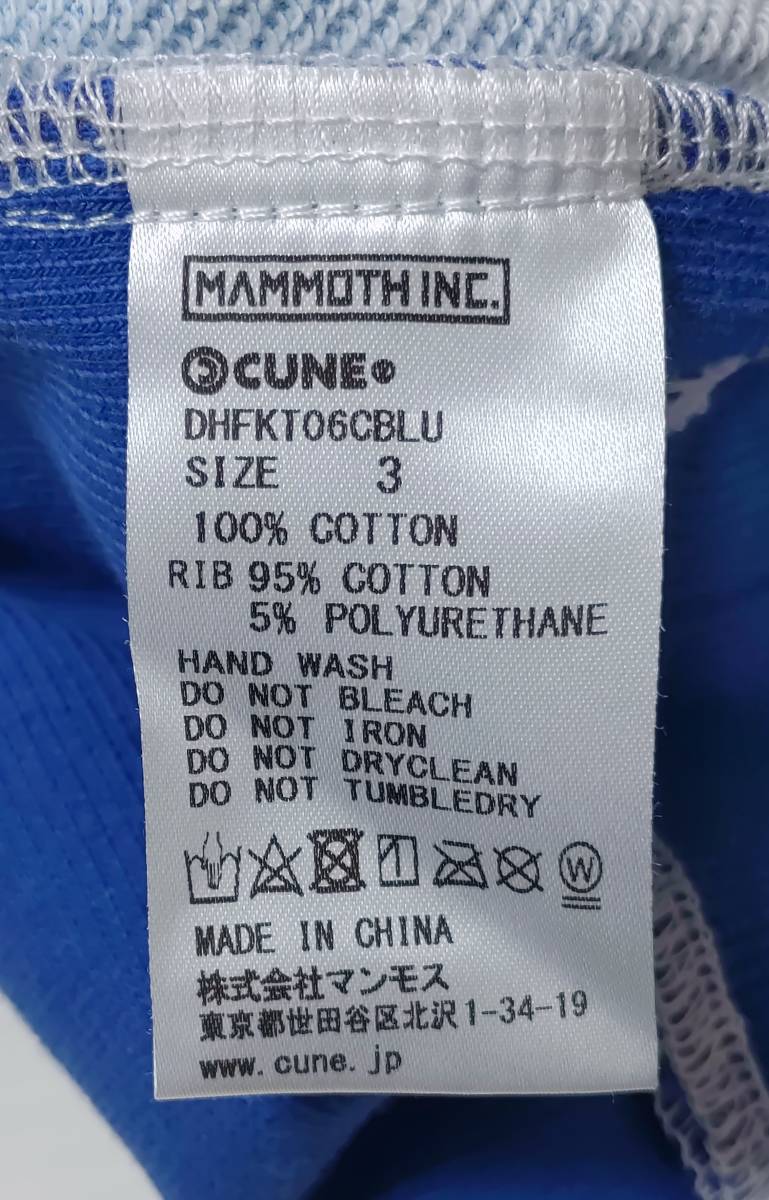 MAMMOTH INC.
CUNE®
DHFKT06CBLU
SIZE 3
100% COTTON
RIB 95% COTTON
5% POLYURETHANE
HAND WASH
DO NOT BLEACH
DO NOT IRON
DO NOT DRYCLEAN
DO NOT TUMBLEDRY
W
MADE IN CHINA
株式会社マンモス
東京都世田谷区北沢1-34-19
www.cune.jp